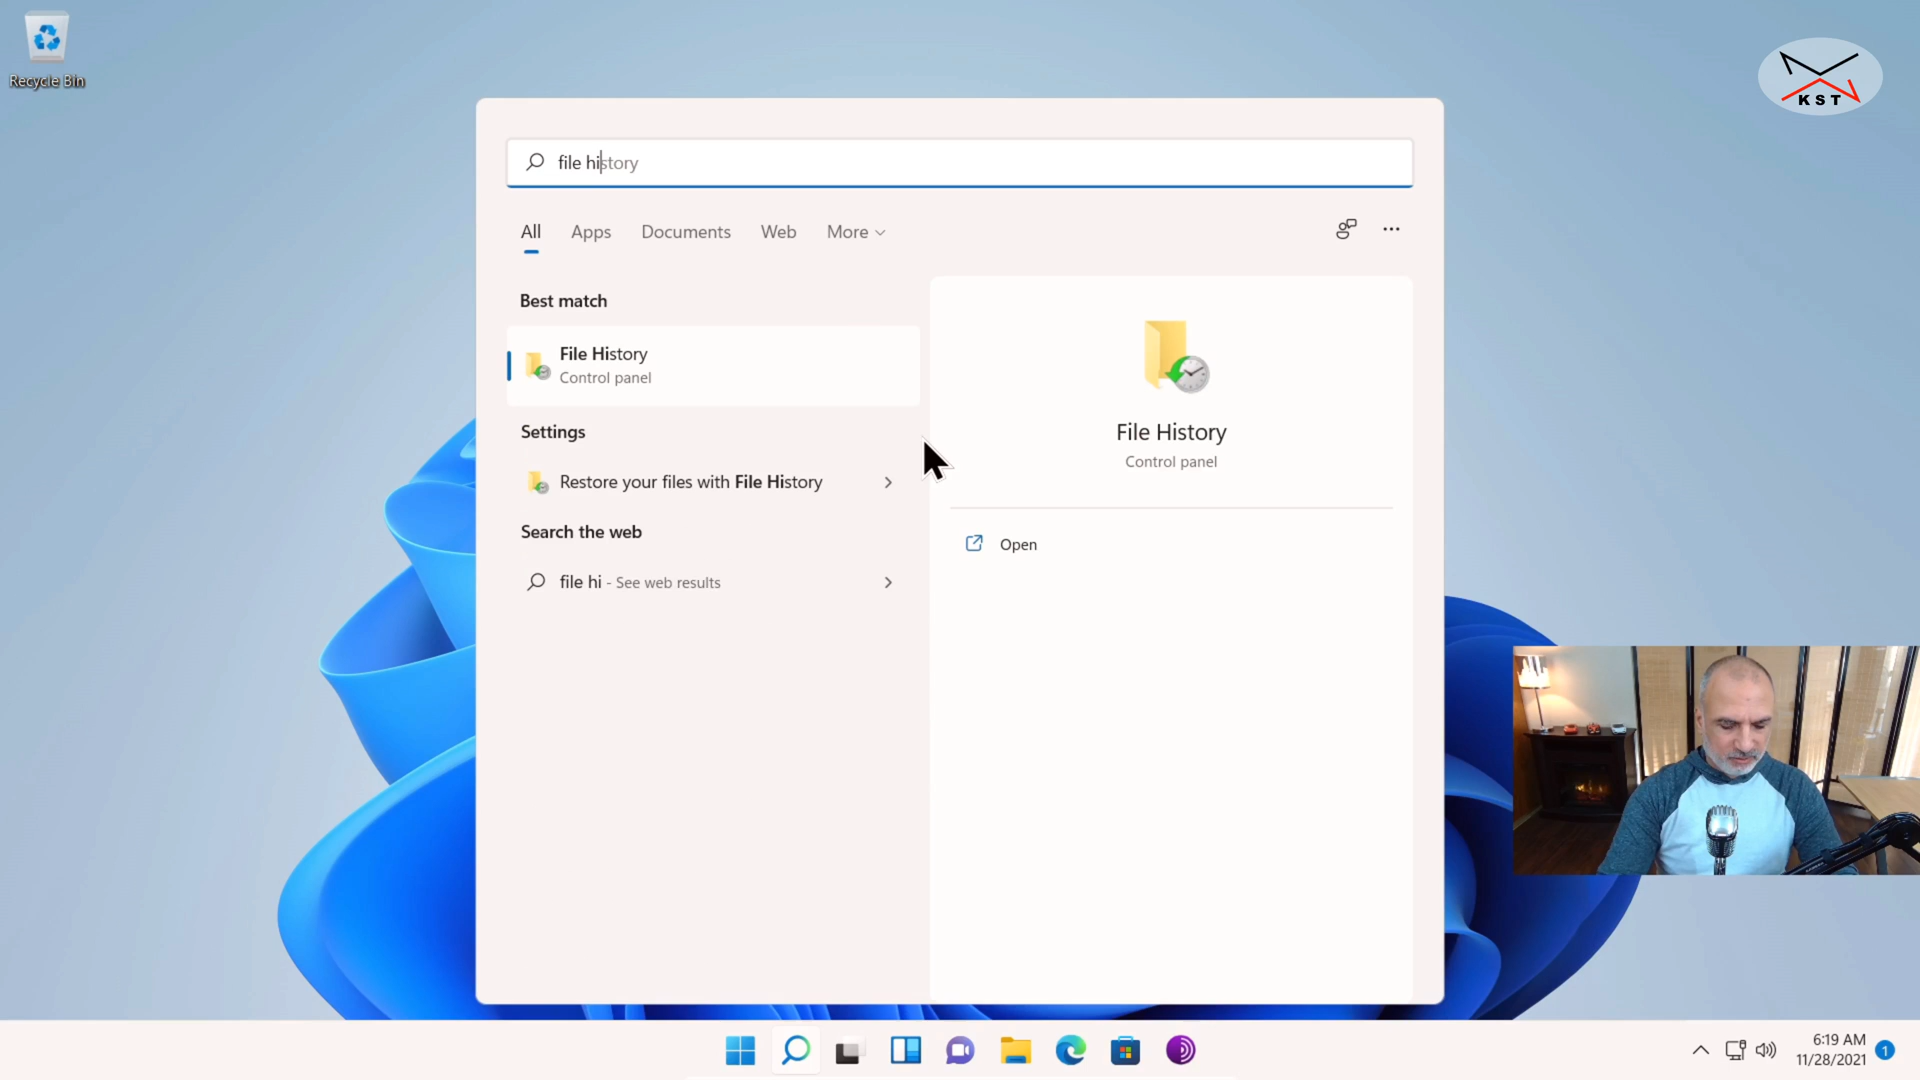 Recycle Bin
KST
file history
All Apps Documents Web More
Best match
File History
Control panel
Settings
Restore your files with File History
Search the web
file hi - See web results
File History
Control panel
Open
6:19 AM
11/28/2021
1